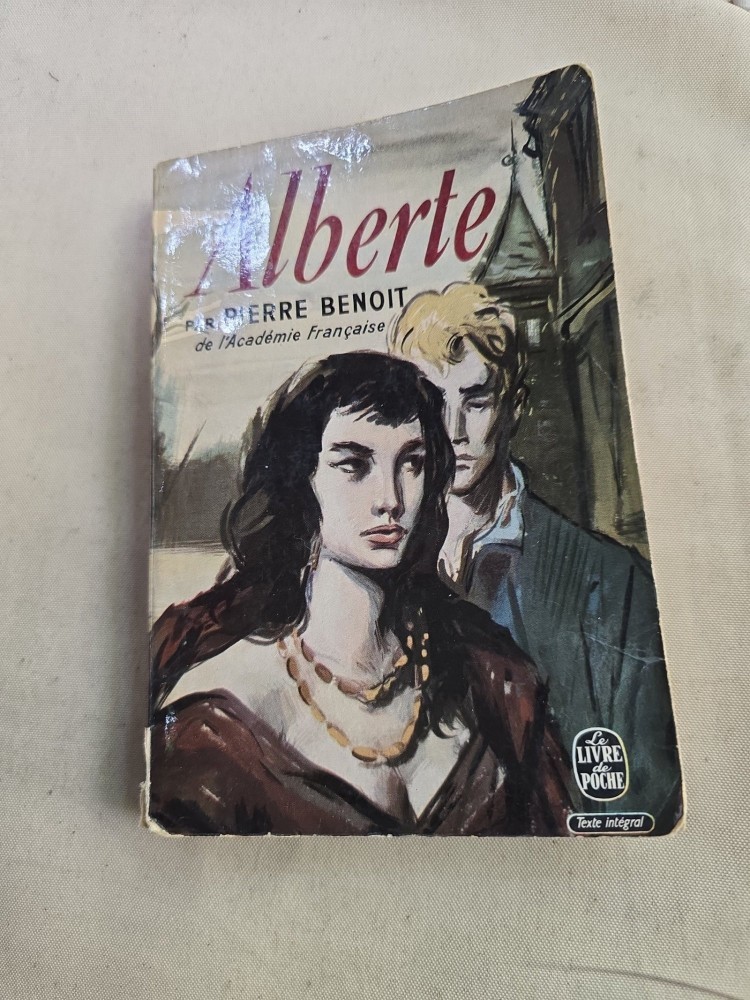 Alberte
PAR PIERRE BENOIT
de l'Académie Française
Le
LIVRE
de
POCHE
Texte intégral